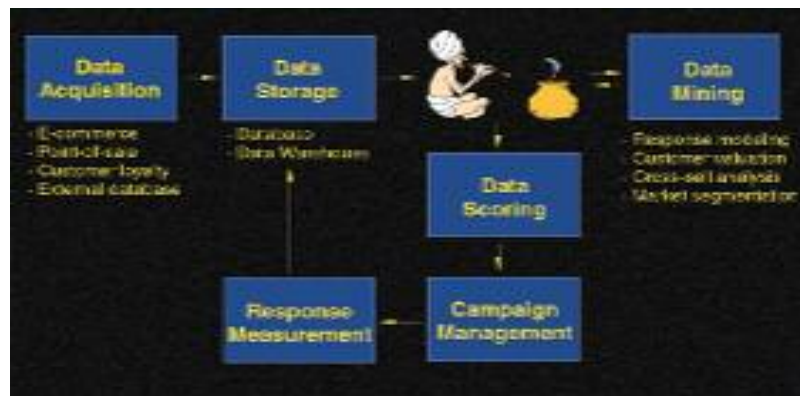 Data
Acquisition
- E-commerce
- Point-of-sale
- Customer loyalty
- External database
Data
Storage
- Database
- Data Warehouse
Data
Mining
- Response modeling
- Customer valuation
- Cross-sell analysis
- Market segmentation
Data
Scoring
Campaign
Management
Response
Measurement